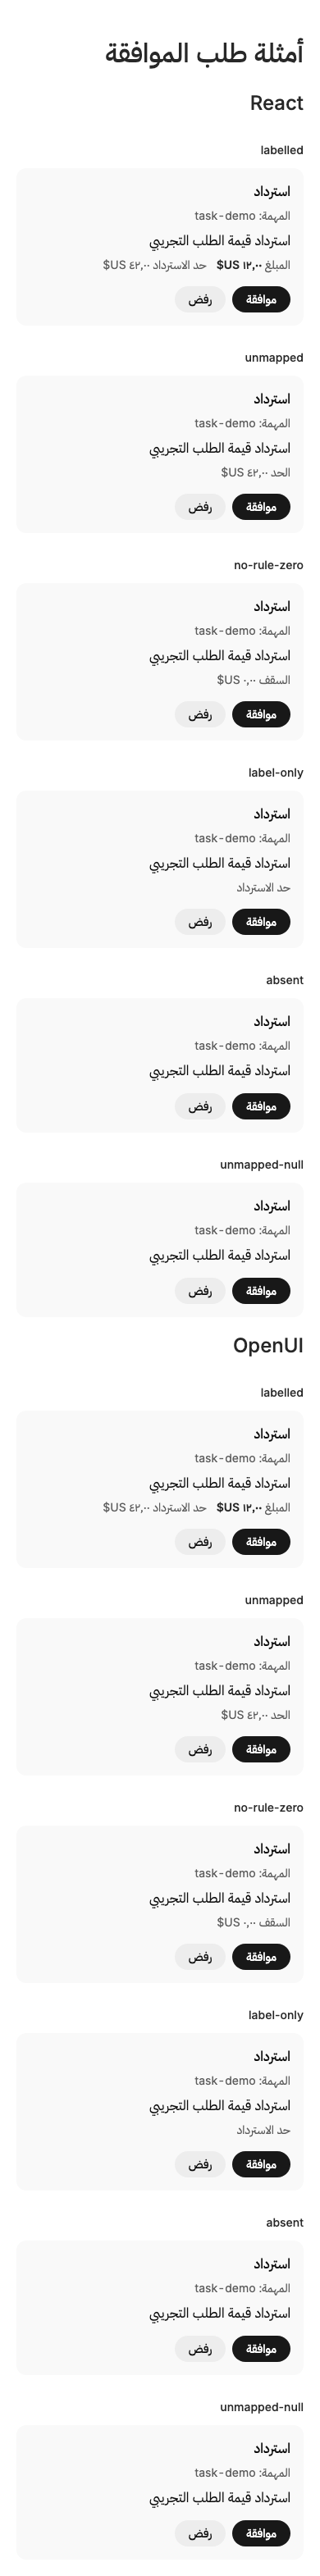 أمثلة طلب الموافقة
React
labelled
استرداد
المهمة: task-demo
استرداد قيمة الطلب التجريبي
المبلغ ١٢,٠٠ US$ حد الاسترداد ٤٢,٠٠ US$
موافقة رفض
unmapped
استرداد
المهمة: task-demo
استرداد قيمة الطلب التجريبي
الحد ٤٢,٠٠ US$
موافقة رفض
no-rule-zero
استرداد
المهمة: task-demo
استرداد قيمة الطلب التجريبي
السقف ٠,٠٠ US$
موافقة رفض
label-only
استرداد
المهمة: task-demo
استرداد قيمة الطلب التجريبي
حد الاسترداد
موافقة رفض
absent
استرداد
المهمة: task-demo
استرداد قيمة الطلب التجريبي
موافقة رفض
unmapped-null
استرداد
المهمة: task-demo
استرداد قيمة الطلب التجريبي
موافقة رفض
OpenUI
labelled
استرداد
المهمة: task-demo
استرداد قيمة الطلب التجريبي
المبلغ ١٢,٠٠ US$ حد الاسترداد ٤٢,٠٠ US$
موافقة رفض
unmapped
استرداد
المهمة: task-demo
استرداد قيمة الطلب التجريبي
الحد ٤٢,٠٠ US$
موافقة رفض
no-rule-zero
استرداد
المهمة: task-demo
استرداد قيمة الطلب التجريبي
السقف ٠,٠٠ US$
موافقة رفض
label-only
استرداد
المهمة: task-demo
استرداد قيمة الطلب التجريبي
حد الاسترداد
موافقة رفض
absent
استرداد
المهمة: task-demo
استرداد قيمة الطلب التجريبي
موافقة رفض
unmapped-null
استرداد
المهمة: task-demo
استرداد قيمة الطلب التجريبي
موافقة رفض